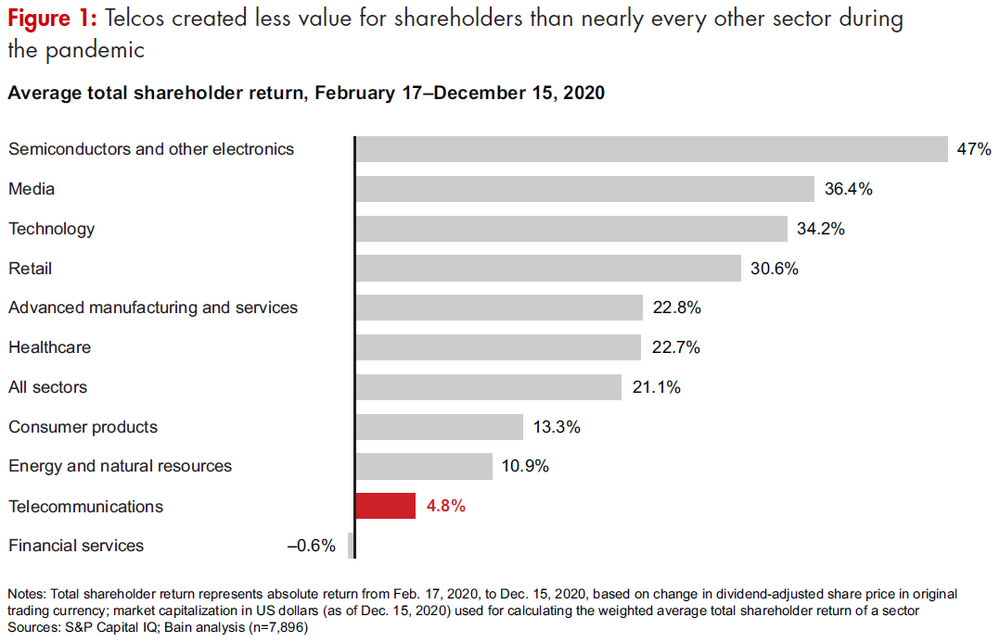 Figure 1: Telcos created less value for shareholders than nearly every other sector during
the pandemic
Average total shareholder return, February 17–December 15, 2020
Semiconductors and other electronics 47%
Media 36.4%
Technology 34.2%
Retail 30.6%
Advanced manufacturing and services 22.8%
Healthcare 22.7%
All sectors 21.1%
Consumer products 13.3%
Energy and natural resources 10.9%
Telecommunications 4.8%
Financial services –0.6%
Notes: Total shareholder return represents absolute return from Feb. 17, 2020, to Dec. 15, 2020, based on change in dividend-adjusted share price in original
trading currency; market capitalization in US dollars (as of Dec. 15, 2020) used for calculating the weighted average total shareholder return of a sector
Sources: S&P Capital IQ; Bain analysis (n=7,896)